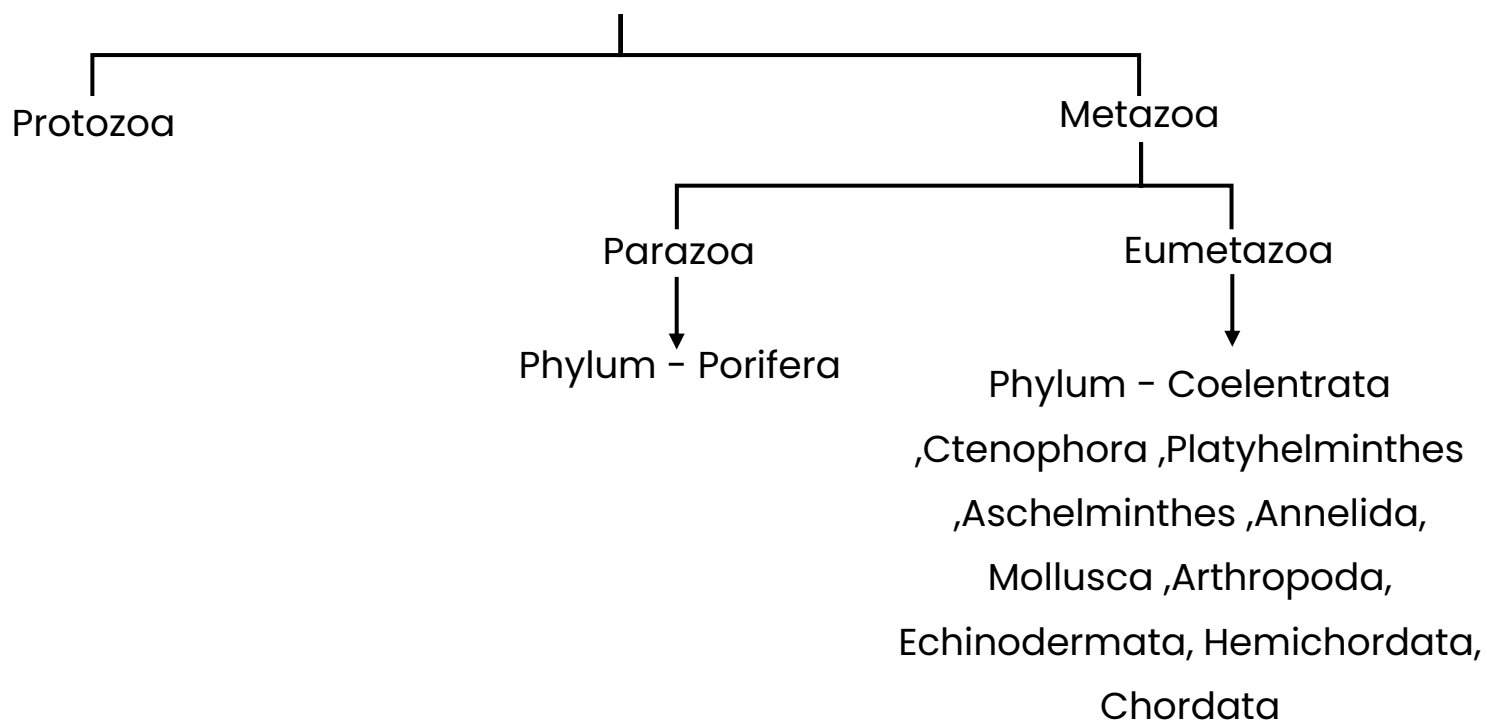 Protozoa
Metazoa
Parazoa
Eumetazoa
Phylum - Porifera
Phylum - Coelentrata
,Ctenophora ,Platyhelminthes
,Aschelminthes ,Annelida,
Mollusca ,Arthropoda,
Echinodermata, Hemichordata,
Chordata